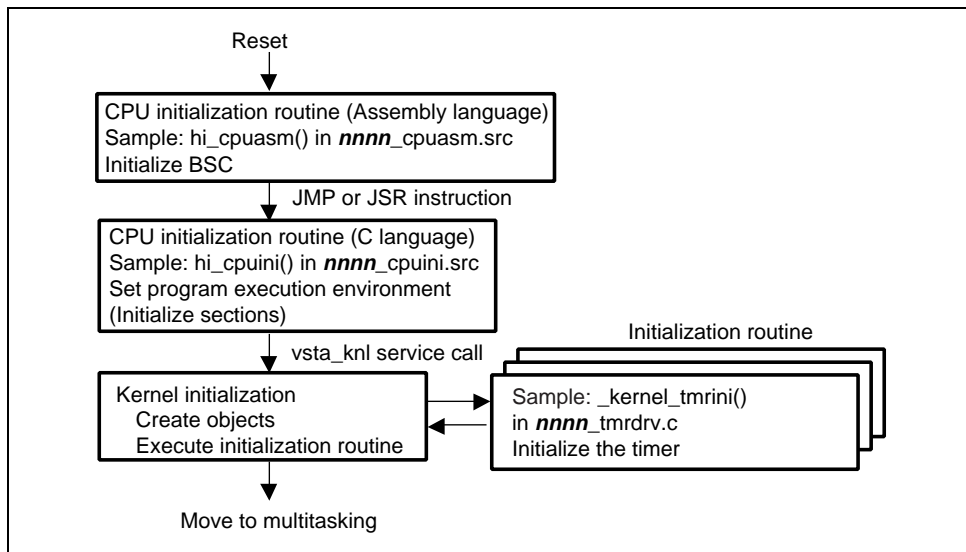 Reset
CPU initialization routine (Assembly language)
Sample: hi_cpuasm() in nnnn_cpuasm.src
Initialize BSC
JMP or JSR instruction
CPU initialization routine (C language)
Sample: hi_cpuini() in nnnn_cpuini.src
Set program execution environment
(Initialize sections)
vsta_knl service call
Kernel initialization
Create objects
Execute initialization routine
Initialization routine
Sample: _kernel_tmrini()
in nnnn_tmrdrv.c
Initialize the timer
Move to multitasking